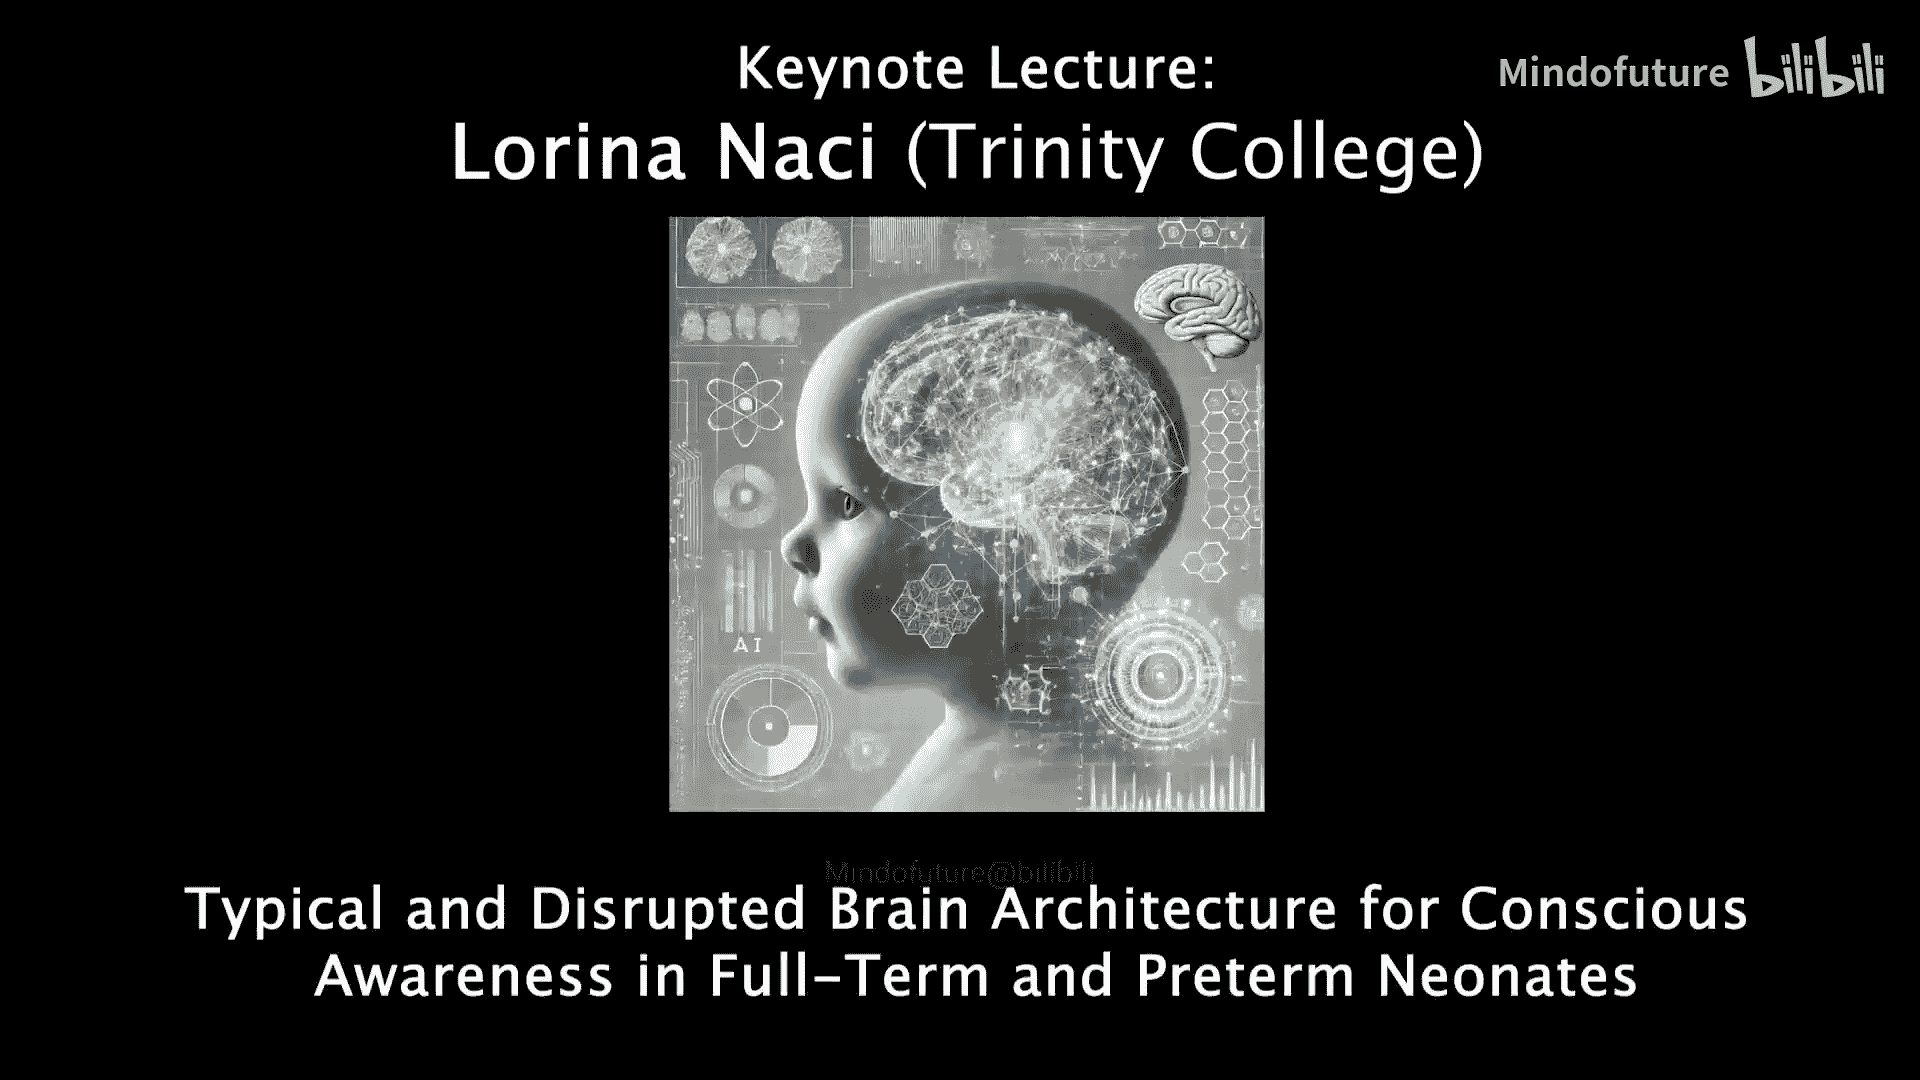 Keynote Lecture:
Mindofuture bilibili
Lorina Naci (Trinity College)
AI
Mindofuture@bilibili
Typical and Disrupted Brain Architecture for Conscious
Awareness in Full-Term and Preterm Neonates